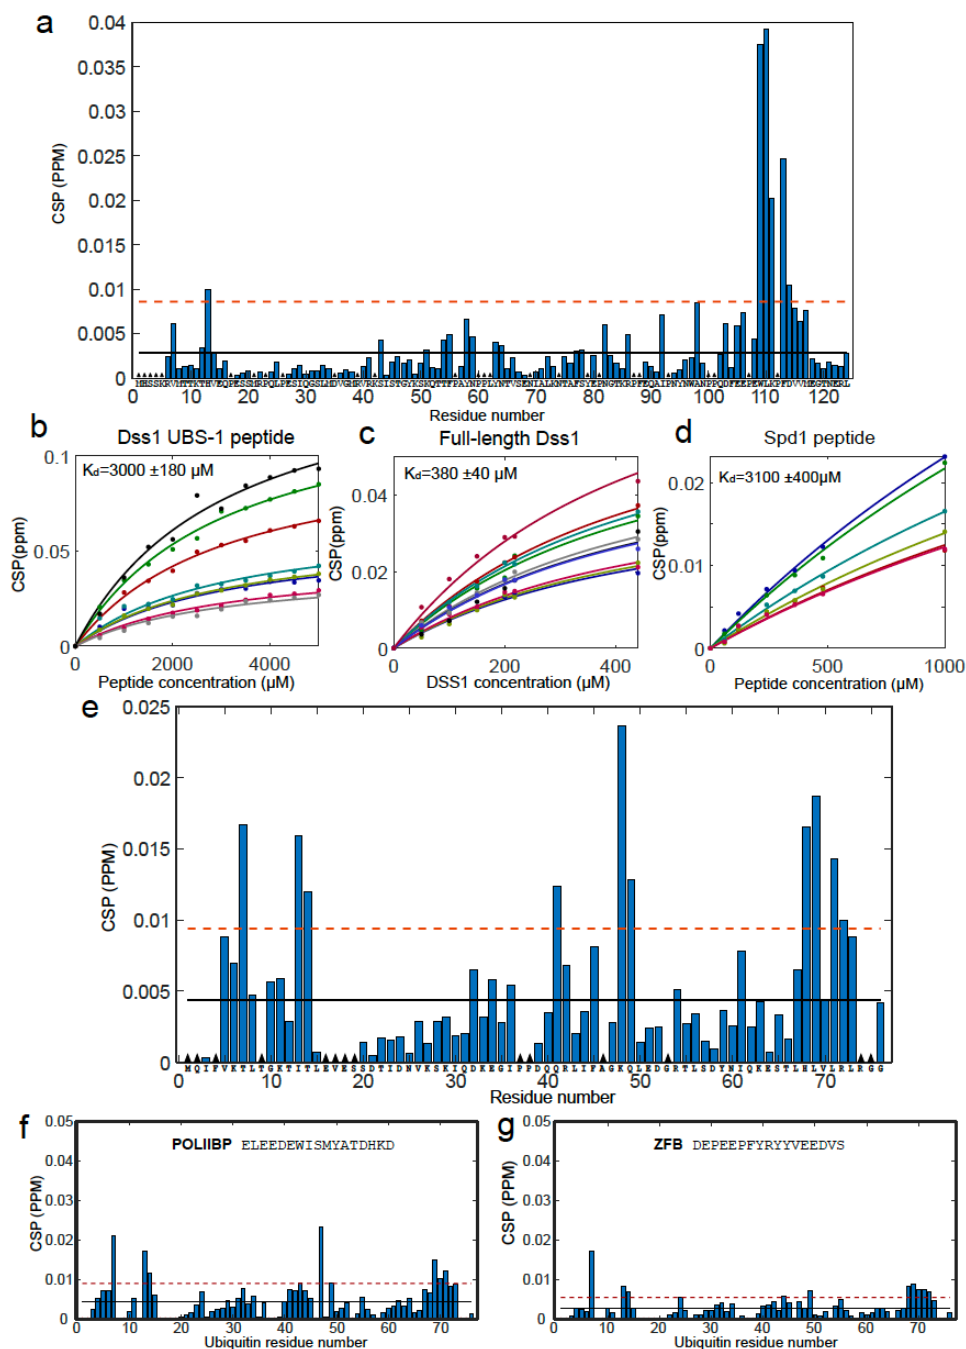 a
0.04
0.035
0.03
0.025
0.02
0.015
0.01
0.005
0
CSP (PPM)
0 10 20 30 40 50 60 70 80 90 100 110 120
Residue number
b
Dss1 UBS-1 peptide
Kd=3000 ±180 µM
0.1
0.05
0
CSP(ppm)
2000 4000
Peptide concentration (µM)
c
Full-length Dss1
Kd=380 ±40 µM
0.04
0.02
0
CSP(ppm)
0 200 400
DSS1 concentration (µM)
d
Spd1 peptide
Kd=3100 ±400µM
0.02
0.01
0
CSP(ppm)
0 500 1000
Peptide concentration (µM)
e
0.025
0.02
0.015
0.01
0.005
0
CSP (PPM)
MQIFVKTLTGKTITLEVESSDTIDNVKSKIQDKEGIPPDQQRLIFAGKQLEDGRTLSDYNIQKESTLHLVLRLRGG
0 10 20 30 40 50 60 70
Residue number
f
POLIIBP ELEEDEWISMYATDHKD
0.05
0.04
0.03
0.02
0.01
0
CSP (PPM)
10 20 30 40 50 60 70
Ubiquitin residue number
g
ZFB DEPEEPFYRYYVEEDVS
0.05
0.04
0.03
0.02
0.01
0
CSP (PPM)
10 20 30 40 50 60 70
Ubiquitin residue number